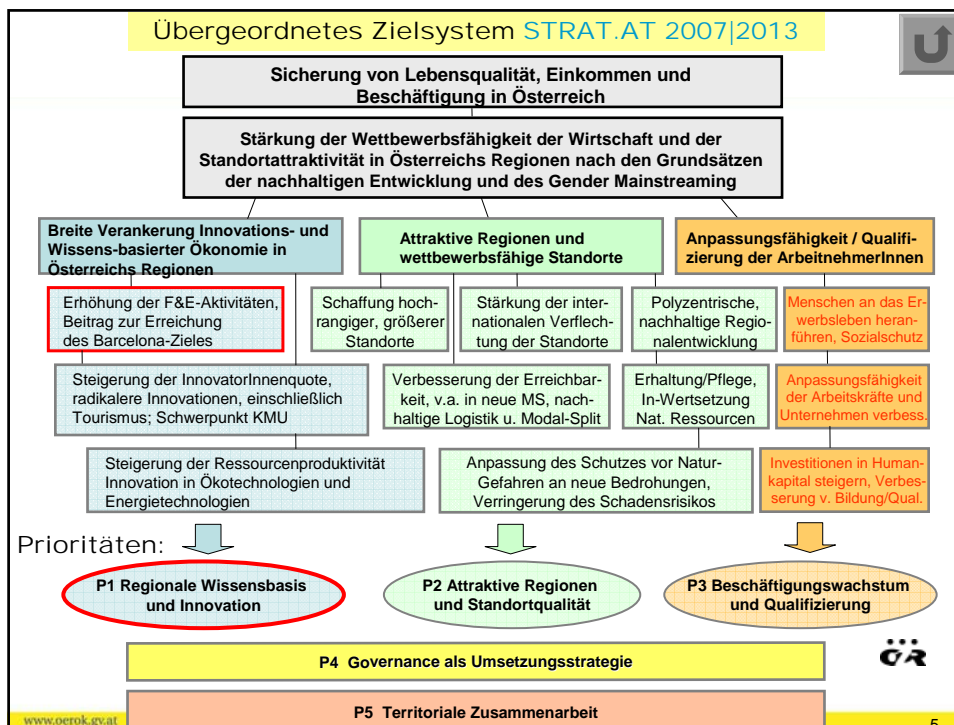 Übergeordnetes Zielsystem STRAT.AT 2007|2013
Sicherung von Lebensqualität, Einkommen und
Beschäftigung in Österreich
Stärkung der Wettbewerbsfähigkeit der Wirtschaft und der
Standortattraktivität in Österreichs Regionen nach den Grundsätzen
der nachhaltigen Entwicklung und des Gender Mainstreaming
Breite Verankerung Innovations- und
Wissens-basierter Ökonomie in
Österreichs Regionen
Erhöhung der F&E-Aktivitäten,
Beitrag zur Erreichung
des Barcelona-Zieles
Steigerung der InnovatorInnenquote,
radikalere Innovationen, einschließlich
Tourismus; Schwerpunkt KMU
Steigerung der Ressourcenproduktivität
Innovation in Ökotechnologien und
Energietechnologien
Attraktive Regionen und
wettbewerbsfähige Standorte
Schaffung hoch-
rangiger, größerer
Standorte
Stärkung der inter-
nationalen Verflech-
tung der Standorte
Polyzentrische,
nachhaltige Regio-
nalentwicklung
Verbesserung der Erreichbar-
keit, v.a. in neue MS, nach-
haltige Logistik u. Modal-Split
Erhaltung/Pflege,
In-Wertsetzung
Nat. Ressourcen
Anpassung des Schutzes vor Natur-
Gefahren an neue Bedrohungen,
Verringerung des Schadensrisikos
Anpassungsfähigkeit / Qualifi-
zierung der ArbeitnehmerInnen
Menschen an das Er-
werbsleben heran-
führen, Sozialschutz
Anpassungsfähigkeit
der Arbeitskräfte und
Unternehmen verbess.
Investitionen in Human-
kapital steigern, Verbes-
serung v. Bildung/Qual.
Prioritäten:
P1 Regionale Wissensbasis
und Innovation
P2 Attraktive Regionen
und Standortqualität
P3 Beschäftigungswachstum
und Qualifizierung
P4 Governance als Umsetzungsstrategie
P5 Territoriale Zusammenarbeit
www.oerok.gv.at
5